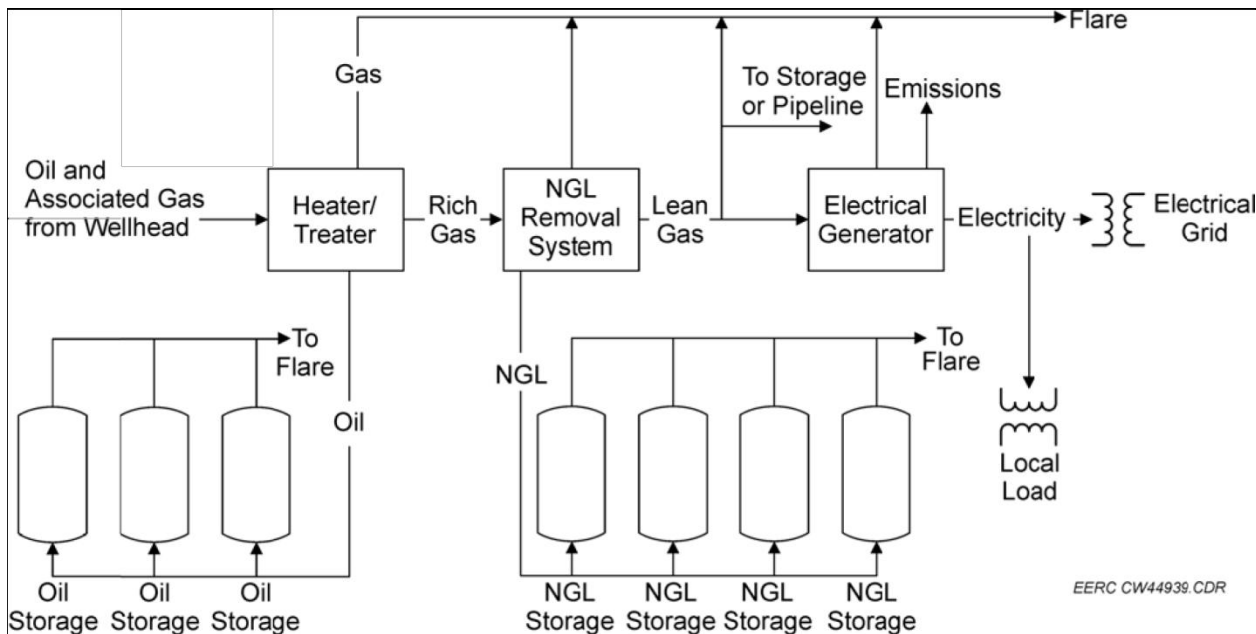 Flare
Gas
To Storage
or Pipeline
Emissions
Oil and
Associated Gas
from Wellhead
Heater/
Treater
Rich
Gas
NGL
Removal
System
Lean
Gas
Electrical
Generator
Electricity
Electrical
Grid
To
Flare
Oil
NGL
To
Flare
Local
Load
Oil
Storage
Oil
Storage
Oil
Storage
NGL
Storage
NGL
Storage
NGL
Storage
NGL
Storage
EERC CW44939.CDR